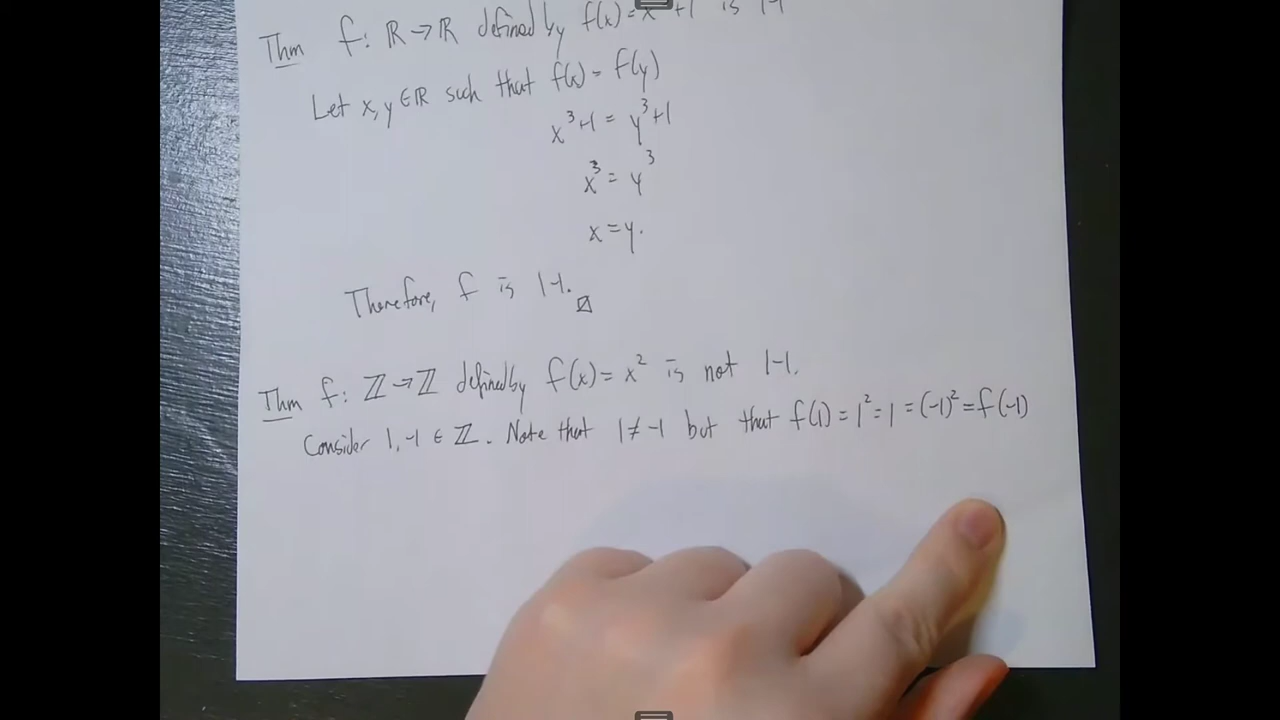 Thm f: ℝ→ℝ defined by f(x)=x³+1 is 1-1
Let x,y∈ℝ such that f(x) = f(y)
x³+1 = y³+1
x³ = y³
x=y.
Therefore, f is 1-1.
Thm f: ℤ→ℤ defined by f(x) = x² is not 1-1.
Consider 1,-1 ∈ ℤ. Note that 1≠-1 but that f(1) = 1² = 1 = (-1)² = f(-1)